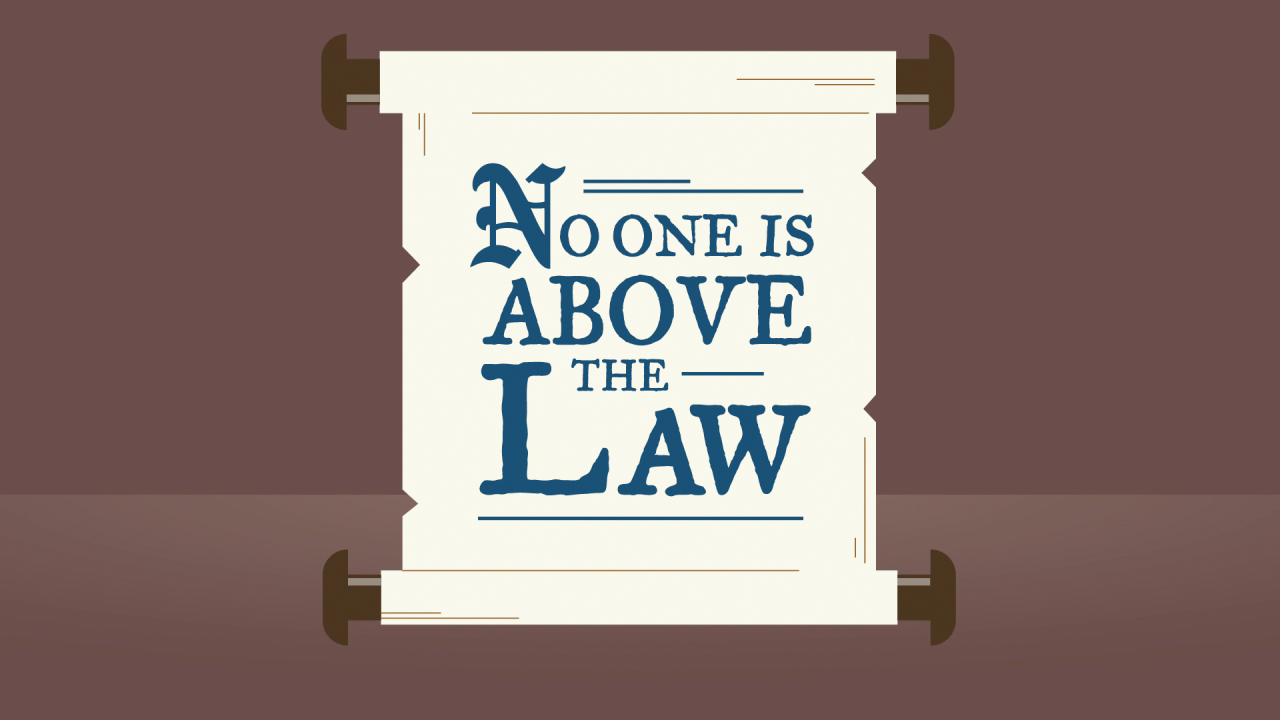 No one is
above
the
Law